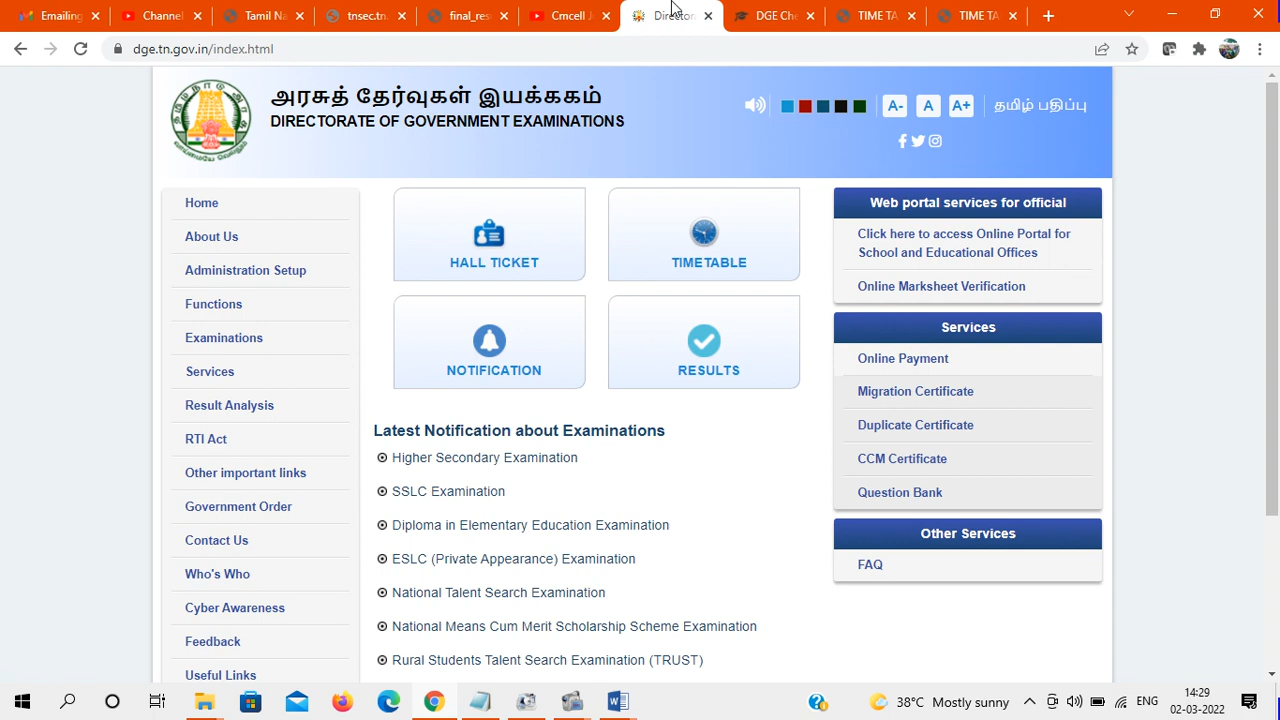 Emailing
Channel
Tamil Na
tnsec.tn.
final_res
Cmcell Je
Director
DGE Che
TIME TA
TIME TA
dge.tn.gov.in/index.html
அரசுத் தேர்வுகள் இயக்ககம்
DIRECTORATE OF GOVERNMENT EXAMINATIONS
A-
A
A+
தமிழ் பதிப்பு
Home
About Us
Administration Setup
Functions
Examinations
Services
Result Analysis
RTI Act
Other important links
Government Order
Contact Us
Who's Who
Cyber Awareness
Feedback
Useful Links
HALL TICKET
TIMETABLE
NOTIFICATION
RESULTS
Latest Notification about Examinations
Higher Secondary Examination
SSLC Examination
Diploma in Elementary Education Examination
ESLC (Private Appearance) Examination
National Talent Search Examination
National Means Cum Merit Scholarship Scheme Examination
Rural Students Talent Search Examination (TRUST)
Web portal services for official
Click here to access Online Portal for
School and Educational Offices
Online Marksheet Verification
Services
Online Payment
Migration Certificate
Duplicate Certificate
CCM Certificate
Question Bank
Other Services
FAQ
38°C Mostly sunny
ENG
14:29
02-03-2022